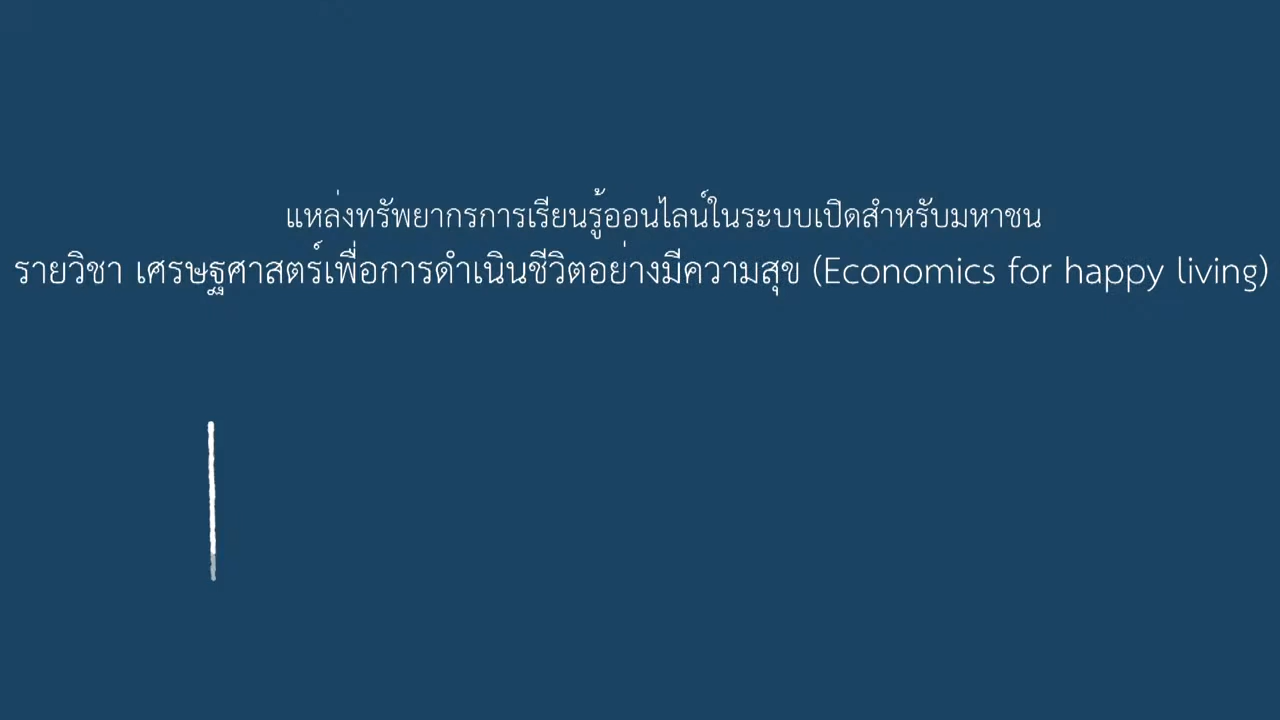 แหล่งทรัพยากรการเรียนรู้ออนไลน์ในระบบเปิดสำหรับมหาชน
รายวิชา เศรษฐศาสตร์เพื่อการดำเนินชีวิตอย่างมีความสุข (Economics for happy living)